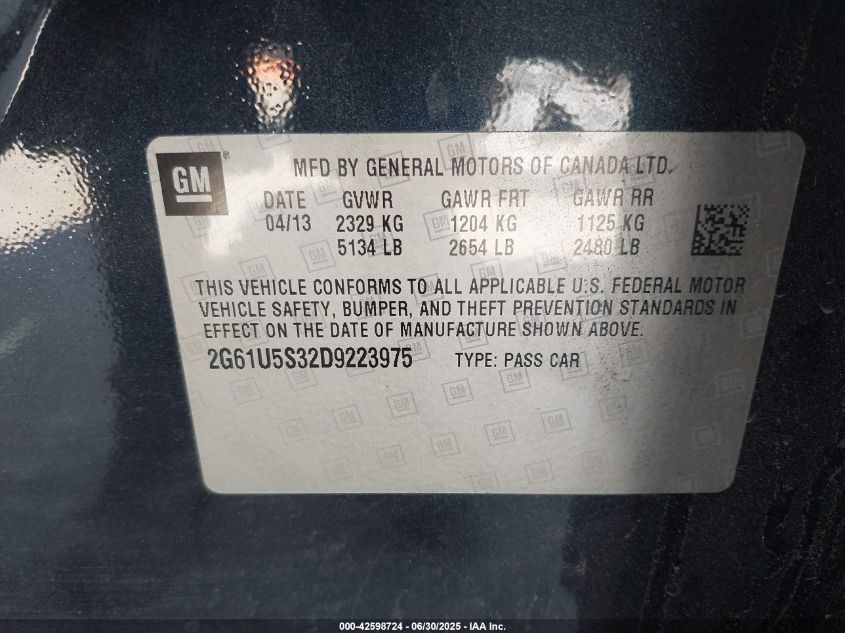 GM® MFD BY GENERAL MOTORS OF CANADA LTD.
DATE GVWR GAWR FRT GAWR RR
04/13 2329 KG 1204 KG 1125 KG
5134 LB 2654 LB 2480 LB
THIS VEHICLE CONFORMS TO ALL APPLICABLE U.S. FEDERAL MOTOR
VEHICLE SAFETY, BUMPER, AND THEFT PREVENTION STANDARDS IN
EFFECT ON THE DATE OF MANUFACTURE SHOWN ABOVE.
2G61U5S32D9223975 TYPE: PASS CAR
000-42598724 - 06/30/2025 - IAA Inc.